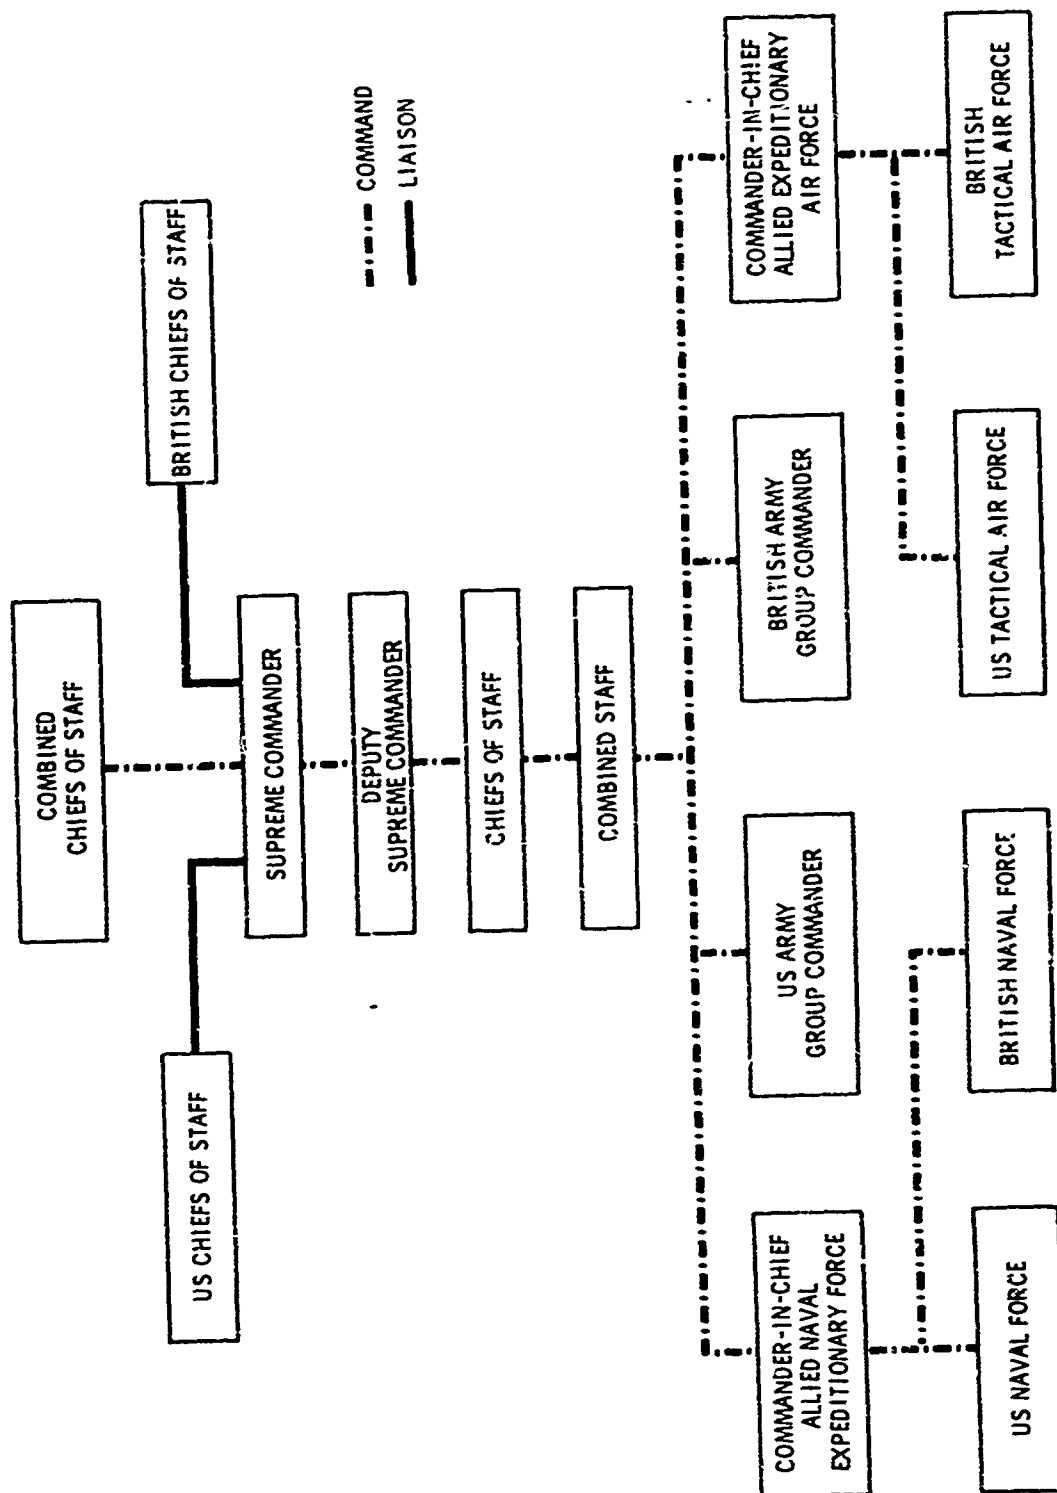 COMBINED
CHIEFS OF STAFF
US CHIEFS OF STAFF
BRITISH CHIEFS OF STAFF
SUPREME COMMANDER
COMMAND
LIAISON
DEPUTY
SUPREME COMMANDER
CHIEFS OF STAFF
COMBINED STAFF
COMMANDER-IN-CHIEF
ALLIED NAVAL
EXPEDITIONARY FORCE
US ARMY
GROUP COMMANDER
BRITISH ARMY
GROUP COMMANDER
COMMANDER-IN-CHIEF
ALLIED EXPEDITIONARY
AIR FORCE
US NAVAL FORCE
BRITISH NAVAL FORCE
US TACTICAL AIR FORCE
BRITISH
TACTICAL AIR FORCE